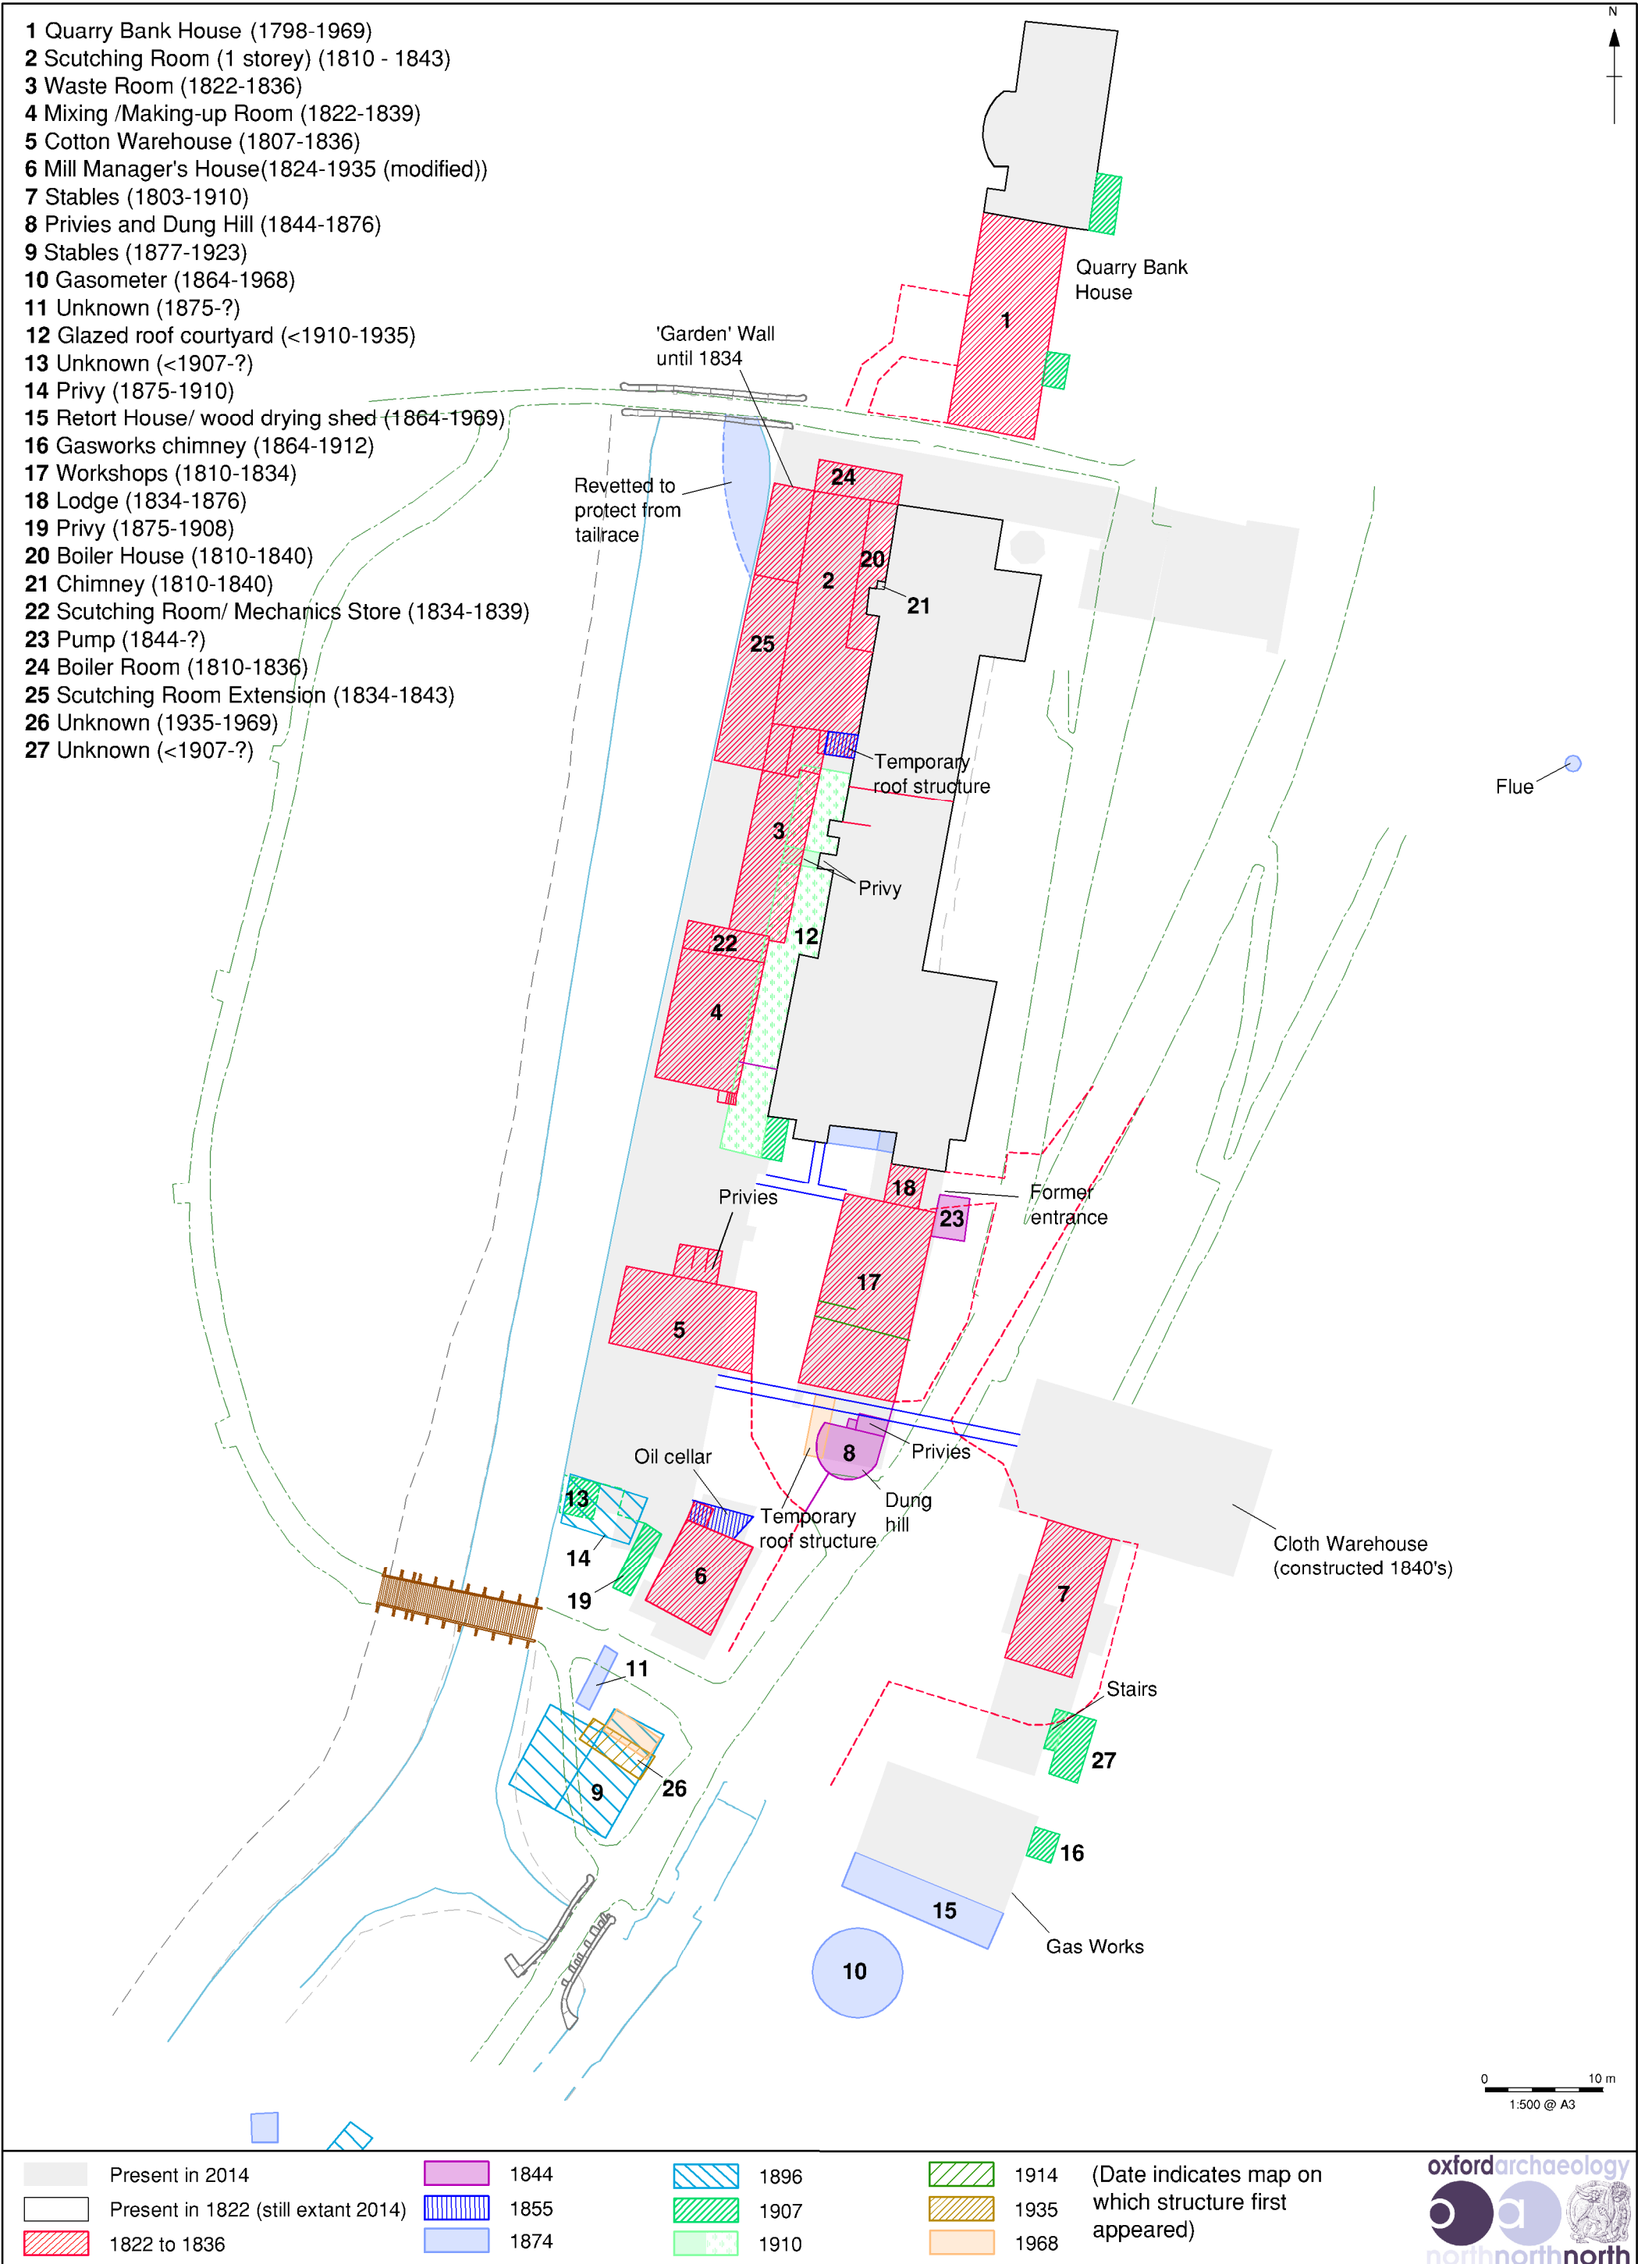 1 Quarry Bank House (1798-1969)
2 Scutching Room (1 storey) (1810 - 1843)
3 Waste Room (1822-1836)
4 Mixing /Making-up Room (1822-1839)
5 Cotton Warehouse (1807-1836)
6 Mill Manager's House(1824-1935 (modified))
7 Stables (1803-1910)
8 Privies and Dung Hill (1844-1876)
9 Stables (1877-1923)
10 Gasometer (1864-1968)
11 Unknown (1875-?)
12 Glazed roof courtyard (<1910-1935)
13 Unknown (<1907-?)
14 Privy (1875-1910)
15 Retort House/ wood drying shed (1864-1969)
16 Gasworks chimney (1864-1912)
17 Workshops (1810-1834)
18 Lodge (1834-1876)
19 Privy (1875-1908)
20 Boiler House (1810-1840)
21 Chimney (1810-1840)
22 Scutching Room/ Mechanics Store (1834-1839)
23 Pump (1844-?)
24 Boiler Room (1810-1836)
25 Scutching Room Extension (1834-1843)
26 Unknown (1935-1969)
27 Unknown (<1907-?)
N
Quarry Bank
House
1
'Garden' Wall
until 1834
24
Revetted to
protect from
tailrace
20
2
21
25
Temporary
roof structure
Flue
3
Privy
12
22
4
Privies
18
Former
entrance
23
17
5
Oil cellar
8
Privies
Dung
hill
13
Temporary
roof structure
14
6
19
Cloth Warehouse
(constructed 1840's)
7
11
Stairs
27
26
9
16
15
Gas Works
10
0 10 m
1:500 @ A3
Present in 2014
Present in 1822 (still extant 2014)
1822 to 1836
1844
1855
1874
1896
1907
1910
1914
1935
1968
(Date indicates map on
which structure first
appeared)
oxfordarchaeology
o a
northnorthnorth